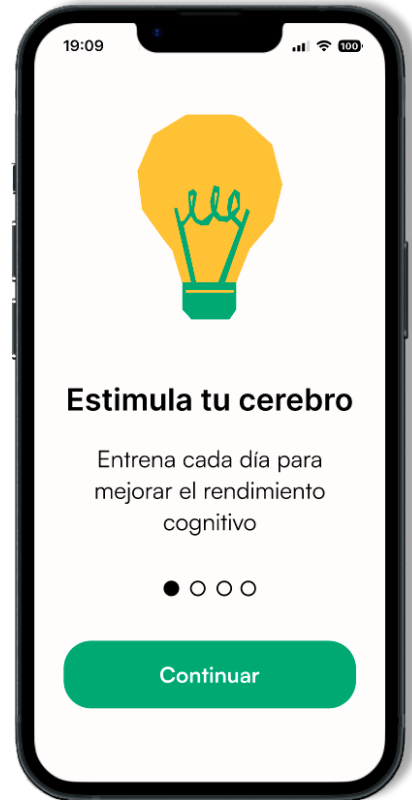 19:09
100
Estimula tu cerebro
Entrena cada día para
mejorar el rendimiento
cognitivo
Continuar